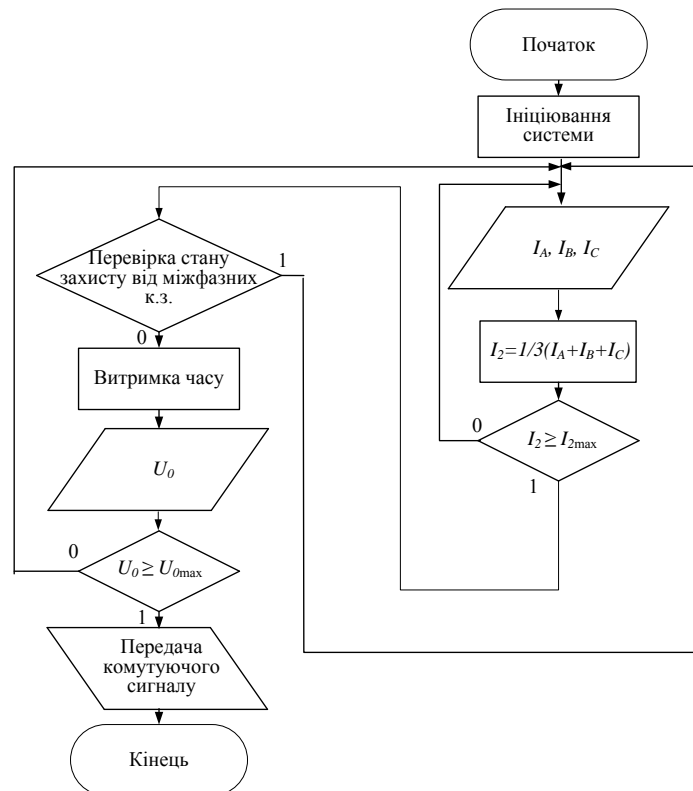 Початок
Ініціювання
системи
I_A, I_B, I_C
I_2=1/3(I_A+I_B+I_C)
0
I_2 ≥ I_2max
1
Перевірка стану
захисту від міжфазних
к.з.
1
0
Витримка часу
U_0
0
U_0 ≥ U_0max
1
Передача
комутуючого
сигналу
Кінець